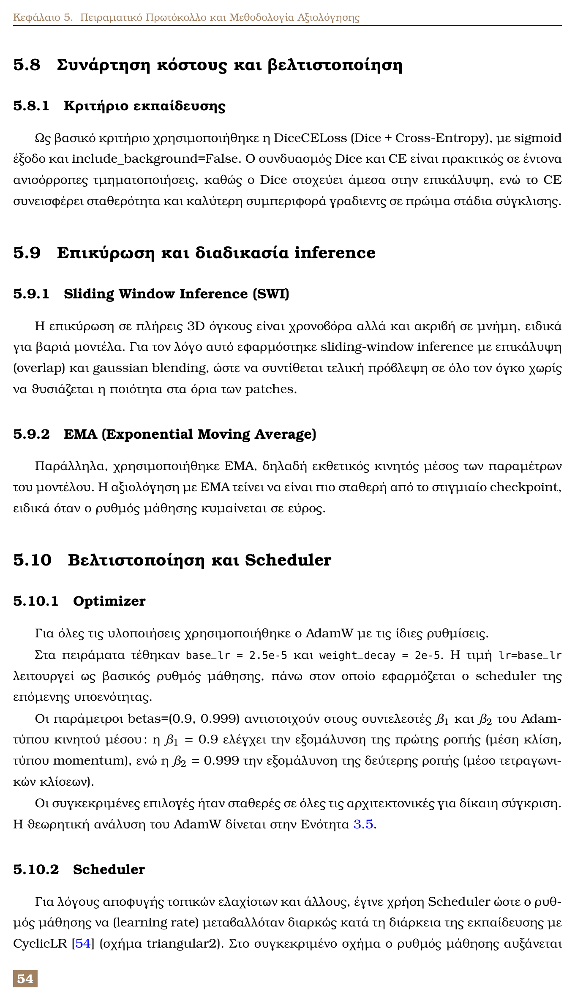 Κεφάλαιο 5. Πειραματικό Πρωτόκολλο και Μεθοδολογία Αξιολόγησης
5.8 Συνάρτηση κόστους και βελτιστοποίηση
5.8.1 Κριτήριο εκπαίδευσης
Ως βασικό κριτήριο χρησιμοποιήθηκε η DiceCELoss (Dice + Cross-Entropy), με sigmoid
έξοδο και include_background=False. Ο συνδυασμός Dice και CE είναι πρακτικός σε έντονα
ανισόρροπες τμηματοποιήσεις, καθώς ο Dice στοχεύει άμεσα στην επικάλυψη, ενώ το CE
συνεισφέρει σταθερότητα και καλύτερη συμπεριφορά γραδιεντς σε πρώιμα στάδια σύγκλισης.
5.9 Επικύρωση και διαδικασία inference
5.9.1 Sliding Window Inference (SWI)
Η επικύρωση σε πλήρεις 3D όγκους είναι χρονοβόρα αλλά και ακριβή σε μνήμη, ειδικά
για βαριά μοντέλα. Για τον λόγο αυτό εφαρμόστηκε sliding-window inference με επικάλυψη
(overlap) και gaussian blending, ώστε να συντίθεται τελική πρόβλεψη σε όλο τον όγκο χωρίς
να θυσιάζεται η ποιότητα στα όρια των patches.
5.9.2 EMA (Exponential Moving Average)
Παράλληλα, χρησιμοποιήθηκε EMA, δηλαδή εκθετικός κινητός μέσος των παραμέτρων
του μοντέλου. Η αξιολόγηση με EMA τείνει να είναι πιο σταθερή από το στιγμιαίο checkpoint,
ειδικά όταν ο ρυθμός μάθησης κυμαίνεται σε εύρος.
5.10 Βελτιστοποίηση και Scheduler
5.10.1 Optimizer
Για όλες τις υλοποιήσεις χρησιμοποιήθηκε ο AdamW με τις ίδιες ρυθμίσεις.
Στα πειράματα τέθηκαν base_lr = 2.5e-5 και weight_decay = 2e-5. Η τιμή lr=base_lr
λειτουργεί ως βασικός ρυθμός μάθησης, πάνω στον οποίο εφαρμόζεται ο scheduler της
επόμενης υποενότητας.
Οι παράμετροι betas=(0.9, 0.999) αντιστοιχούν στους συντελεστές β₁ και β₂ του Adam-
τύπου κινητού μέσου: η β₁ = 0.9 ελέγχει την εξομάλυνση της πρώτης ροπής (μέση κλίση,
τύπου momentum), ενώ η β₂ = 0.999 την εξομάλυνση της δεύτερης ροπής (μέσο τετραγωνι-
κών κλίσεων).
Οι συγκεκριμένες επιλογές ήταν σταθερές σε όλες τις αρχιτεκτονικές για δίκαιη σύγκριση.
Η θεωρητική ανάλυση του AdamW δίνεται στην Ενότητα 3.5.
5.10.2 Scheduler
Για λόγους αποφυγής τοπικών ελαχίστων και άλλους, έγινε χρήση Scheduler ώστε ο ρυθ-
μός μάθησης να (learning rate) μεταβαλλόταν διαρκώς κατά τη διάρκεια της εκπαίδευσης με
CyclicLR [54] (σχήμα triangular2). Στο συγκεκριμένο σχήμα ο ρυθμός μάθησης αυξάνεται
54